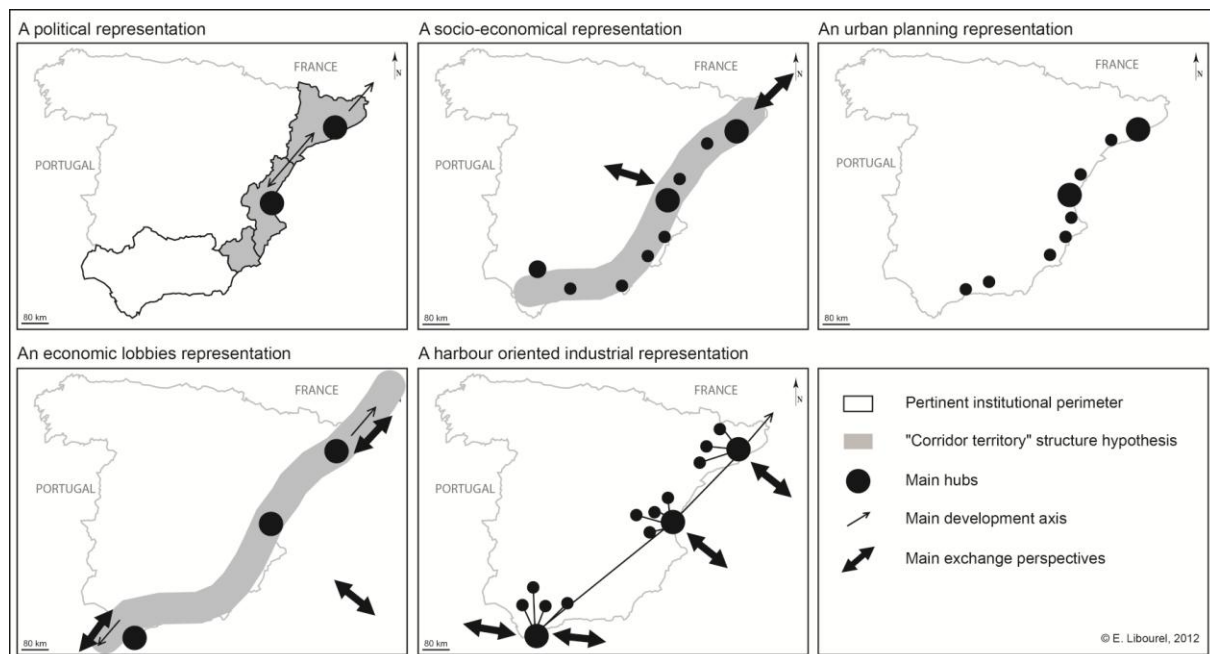 A political representation
FRANCE
N
PORTUGAL
80 km
A socio-economical representation
FRANCE
N
PORTUGAL
80 km
An urban planning representation
FRANCE
N
PORTUGAL
80 km
An economic lobbies representation
FRANCE
PORTUGAL
80 km
A harbour oriented industrial representation
FRANCE
N
PORTUGAL
80 km
Pertinent institutional perimeter
"Corridor territory" structure hypothesis
Main hubs
Main development axis
Main exchange perspectives
© E. Libourel, 2012